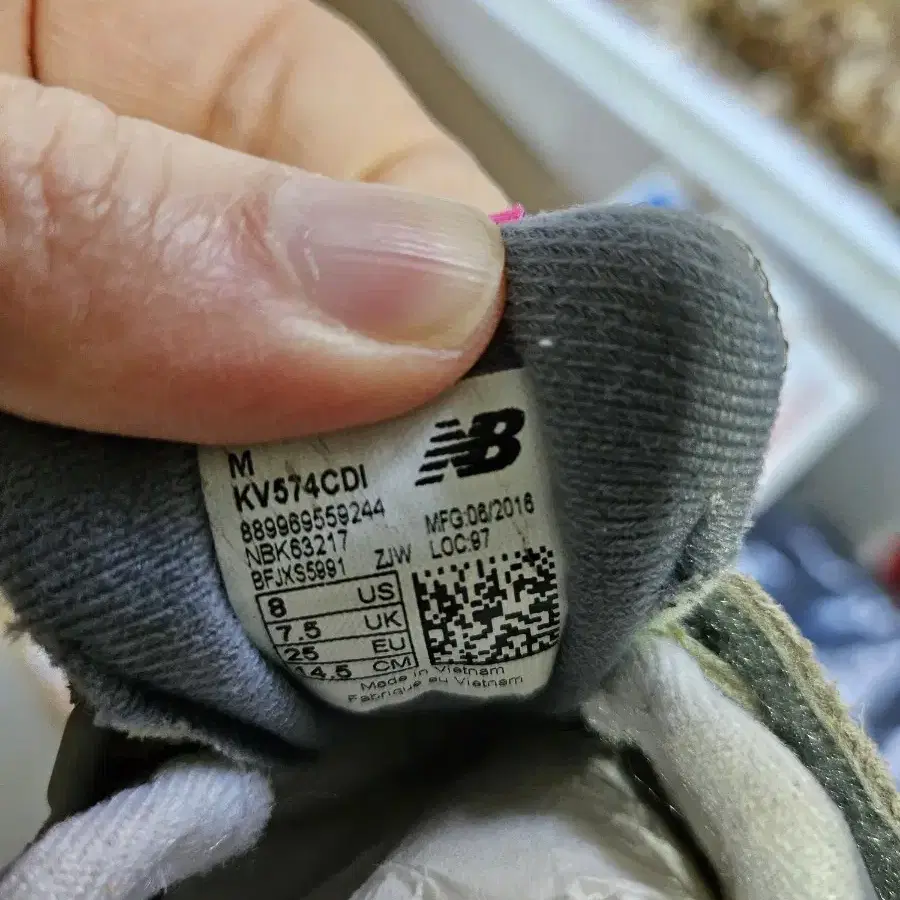 NB
M
KV574CDI
889969559244
NBK63217 ZJW
BFJXS5991
MFG:06/2016
LOC:97
8 US
7.5 UK
25 EU
14.5 CM
Made in Vietnam
Fabriqué au Vietnam